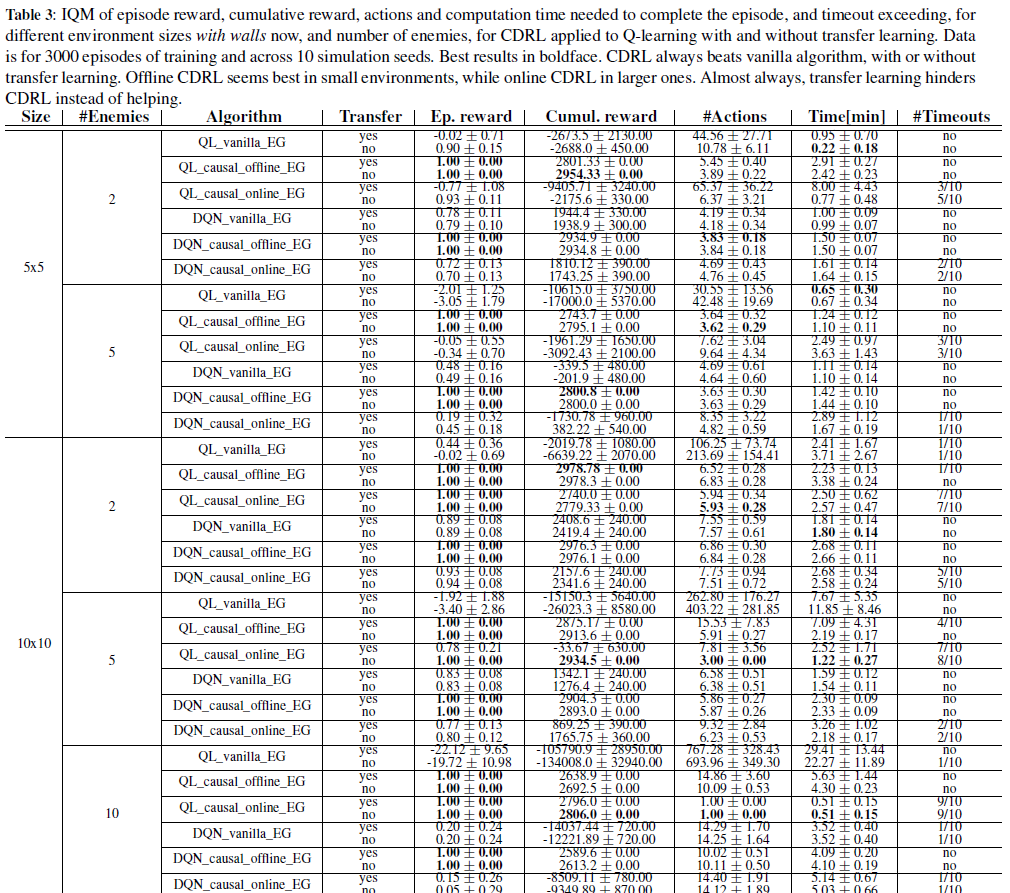 Table 3: IQM of episode reward, cumulative reward, actions and computation time needed to complete the episode, and timeout exceeding, for
different environment sizes with walls now, and number of enemies, for CDRL applied to Q-learning with and without transfer learning. Data
is for 3000 episodes of training and across 10 simulation seeds. Best results in boldface. CDRL always beats vanilla algorithm, with or without
transfer learning. Offline CDRL seems best in small environments, while online CDRL in larger ones. Almost always, transfer learning hinders
CDRL instead of helping.
Size #Enemies Algorithm Transfer Ep. reward Cumul. reward #Actions Time[min] #Timeouts
5x5 2 QL_vanilla_EG yes -0.02 ± 0.71 -2673.5 ± 2130.00 44.56 ± 27.71 0.95 ± 0.70 no
no 0.90 ± 0.15 -2688.0 ± 450.00 10.78 ± 6.11 0.22 ± 0.18 no
QL_causal_offline_EG yes 1.00 ± 0.00 2801.33 ± 0.00 5.45 ± 0.40 2.91 ± 0.27 no
no 1.00 ± 0.00 2954.33 ± 0.00 3.89 ± 0.22 2.42 ± 0.23 no
QL_causal_online_EG yes -0.77 ± 1.08 -9405.71 ± 3240.00 65.37 ± 36.22 8.00 ± 4.43 3/10
no 0.93 ± 0.11 -2175.6 ± 330.00 6.37 ± 3.21 0.77 ± 0.48 5/10
DQN_vanilla_EG yes 0.78 ± 0.11 1944.4 ± 330.00 4.19 ± 0.34 1.00 ± 0.09 no
no 0.79 ± 0.10 1938.9 ± 300.00 4.18 ± 0.34 0.99 ± 0.07 no
DQN_causal_offline_EG yes 1.00 ± 0.00 2934.9 ± 0.00 3.83 ± 0.18 1.50 ± 0.07 no
no 1.00 ± 0.00 2934.8 ± 0.00 3.84 ± 0.18 1.50 ± 0.07 no
DQN_causal_online_EG yes 0.72 ± 0.13 1810.12 ± 390.00 4.69 ± 0.43 1.61 ± 0.14 2/10
no 0.70 ± 0.13 1743.25 ± 390.00 4.76 ± 0.45 1.64 ± 0.15 2/10
5 QL_vanilla_EG yes -2.01 ± 1.25 -10615.0 ± 3750.00 30.55 ± 13.56 0.65 ± 0.30 no
no -3.05 ± 1.79 -17000.0 ± 5370.00 42.48 ± 19.69 0.67 ± 0.34 no
QL_causal_offline_EG yes 1.00 ± 0.00 2743.7 ± 0.00 3.64 ± 0.32 1.24 ± 0.12 no
no 1.00 ± 0.00 2795.1 ± 0.00 3.62 ± 0.29 1.10 ± 0.11 no
QL_causal_online_EG yes -0.05 ± 0.55 -1961.29 ± 1650.00 7.62 ± 3.04 2.49 ± 0.97 3/10
no -0.34 ± 0.70 -3092.43 ± 2100.00 9.64 ± 4.34 3.63 ± 1.43 3/10
DQN_vanilla_EG yes 0.48 ± 0.16 -339.5 ± 480.00 4.69 ± 0.61 1.11 ± 0.14 no
no 0.49 ± 0.16 -201.9 ± 480.00 4.64 ± 0.60 1.10 ± 0.14 no
DQN_causal_offline_EG yes 1.00 ± 0.00 2800.8 ± 0.00 3.63 ± 0.30 1.42 ± 0.10 no
no 1.00 ± 0.00 2800.0 ± 0.00 3.63 ± 0.29 1.44 ± 0.10 no
DQN_causal_online_EG yes 0.19 ± 0.32 -1730.78 ± 960.00 8.35 ± 3.22 2.89 ± 1.12 1/10
no 0.45 ± 0.18 382.22 ± 540.00 4.82 ± 0.59 1.67 ± 0.19 1/10
10x10 2 QL_vanilla_EG yes 0.44 ± 0.36 -2019.78 ± 1080.00 106.25 ± 73.74 2.41 ± 1.67 1/10
no -0.02 ± 0.69 -6639.22 ± 2070.00 213.69 ± 154.41 3.71 ± 2.67 1/10
QL_causal_offline_EG yes 1.00 ± 0.00 2978.78 ± 0.00 6.52 ± 0.28 2.23 ± 0.13 1/10
no 1.00 ± 0.00 2978.3 ± 0.00 6.83 ± 0.28 3.38 ± 0.24 no
QL_causal_online_EG yes 1.00 ± 0.00 2740.0 ± 0.00 5.94 ± 0.34 2.50 ± 0.62 7/10
no 1.00 ± 0.00 2779.33 ± 0.00 5.93 ± 0.28 2.57 ± 0.47 7/10
DQN_vanilla_EG yes 0.89 ± 0.08 2408.6 ± 240.00 7.55 ± 0.59 1.81 ± 0.14 no
no 0.89 ± 0.08 2419.4 ± 240.00 7.57 ± 0.61 1.80 ± 0.14 no
DQN_causal_offline_EG yes 1.00 ± 0.00 2976.3 ± 0.00 6.86 ± 0.30 2.68 ± 0.11 no
no 1.00 ± 0.00 2976.1 ± 0.00 6.84 ± 0.28 2.66 ± 0.11 no
DQN_causal_online_EG yes 0.93 ± 0.08 2157.6 ± 240.00 7.73 ± 0.94 2.68 ± 0.34 5/10
no 0.94 ± 0.08 2341.6 ± 240.00 7.51 ± 0.72 2.58 ± 0.24 5/10
5 QL_vanilla_EG yes -1.92 ± 1.88 -15150.3 ± 5640.00 262.80 ± 176.27 7.67 ± 5.35 no
no -3.40 ± 2.86 -26023.3 ± 8580.00 403.22 ± 281.85 11.85 ± 8.46 no
QL_causal_offline_EG yes 1.00 ± 0.00 2875.17 ± 0.00 15.53 ± 7.83 7.09 ± 4.31 4/10
no 1.00 ± 0.00 2913.6 ± 0.00 5.91 ± 0.27 2.19 ± 0.17 no
QL_causal_online_EG yes 0.78 ± 0.21 -33.67 ± 630.00 7.81 ± 3.56 2.52 ± 1.71 7/10
no 1.00 ± 0.00 2934.5 ± 0.00 3.00 ± 0.00 1.22 ± 0.27 8/10
DQN_vanilla_EG yes 0.83 ± 0.08 1342.1 ± 240.00 6.58 ± 0.51 1.59 ± 0.12 no
no 0.83 ± 0.08 1276.4 ± 240.00 6.38 ± 0.51 1.54 ± 0.11 no
DQN_causal_offline_EG yes 1.00 ± 0.00 2904.3 ± 0.00 5.86 ± 0.27 2.30 ± 0.09 no
no 1.00 ± 0.00 2893.0 ± 0.00 5.87 ± 0.26 2.33 ± 0.09 no
DQN_causal_online_EG yes 0.77 ± 0.13 869.25 ± 390.00 9.32 ± 2.84 3.26 ± 1.02 2/10
no 0.80 ± 0.12 1765.75 ± 360.00 6.23 ± 0.53 2.18 ± 0.17 2/10
10 QL_vanilla_EG yes -22.12 ± 9.65 -105790.9 ± 28950.00 767.28 ± 328.43 29.41 ± 13.44 no
no -19.72 ± 10.98 -134008.0 ± 32940.00 693.96 ± 349.30 22.27 ± 11.89 1/10
QL_causal_offline_EG yes 1.00 ± 0.00 2638.9 ± 0.00 14.86 ± 3.60 5.63 ± 1.44 no
no 1.00 ± 0.00 2692.5 ± 0.00 10.09 ± 0.53 4.30 ± 0.23 no
QL_causal_online_EG yes 1.00 ± 0.00 2796.0 ± 0.00 1.00 ± 0.00 0.51 ± 0.15 9/10
no 1.00 ± 0.00 2806.0 ± 0.00 1.00 ± 0.00 0.51 ± 0.15 9/10
DQN_vanilla_EG yes 0.20 ± 0.24 -14037.44 ± 720.00 14.29 ± 1.70 3.52 ± 0.40 1/10
no 0.20 ± 0.24 -12221.89 ± 720.00 14.25 ± 1.64 3.52 ± 0.40 1/10
DQN_causal_offline_EG yes 1.00 ± 0.00 2589.6 ± 0.00 10.02 ± 0.51 4.09 ± 0.20 no
no 1.00 ± 0.00 2613.2 ± 0.00 10.11 ± 0.50 4.10 ± 0.19 no
DQN_causal_online_EG yes 0.15 ± 0.26 -8509.11 ± 780.00 14.40 ± 1.91 5.14 ± 0.67 1/10
no 0.05 ± 0.29 -9349.89 ± 870.00 14.12 ± 1.89 5.03 ± 0.66 1/10